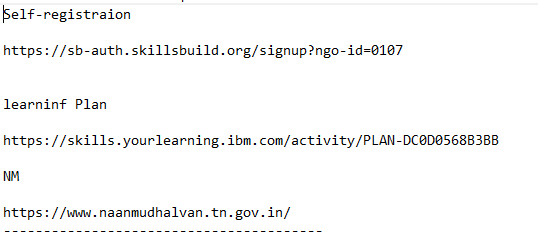 Self-registraion
https://sb-auth.skillsbuild.org/signup?ngo-id=0107
learninf Plan
https://skills.yourlearning.ibm.com/activity/PLAN-DC0D0568B3BB
NM
https://www.naanmudhalvan.tn.gov.in/
----------------------------------------